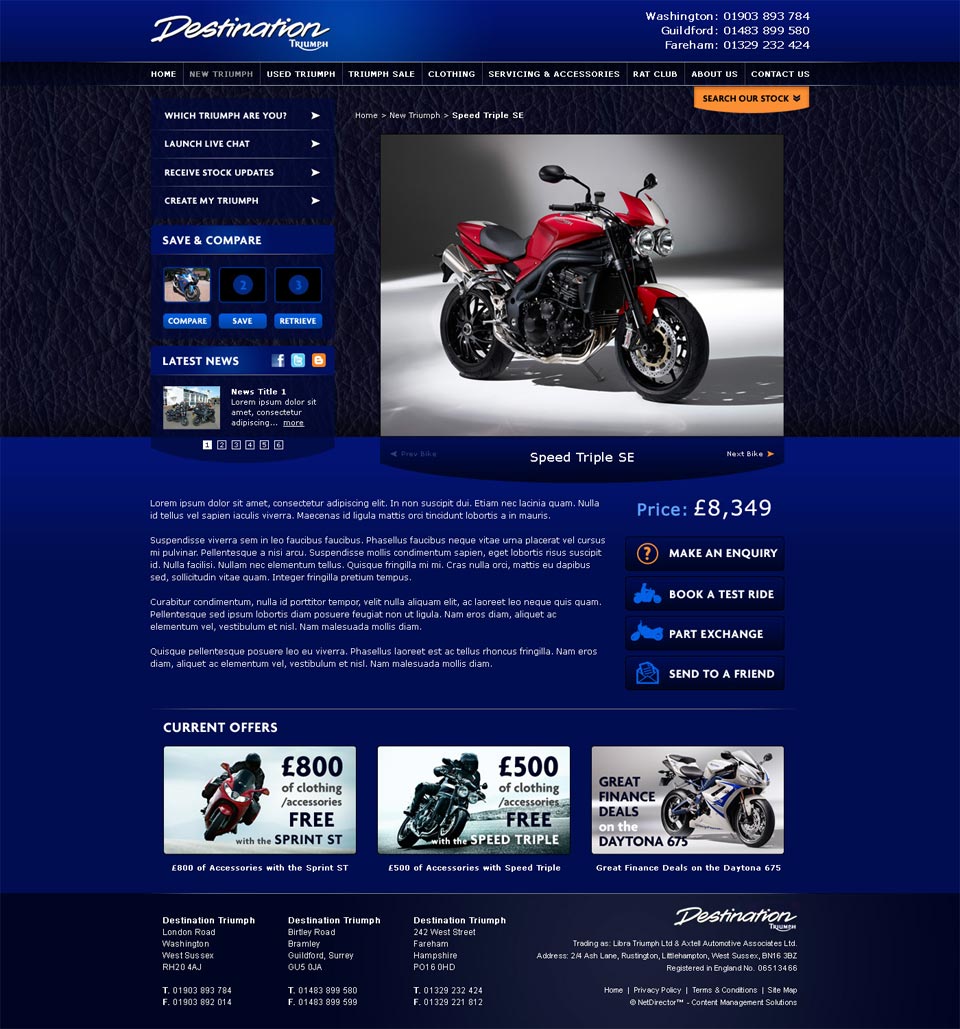 Destination
TRIUMPH
Washington: 01903 893 784
Guildford: 01483 899 580
Fareham: 01329 232 424
HOME NEW TRIUMPH USED TRIUMPH TRIUMPH SALE CLOTHING SERVICING & ACCESSORIES RAT CLUB ABOUT US CONTACT US
SEARCH OUR STOCK
WHICH TRIUMPH ARE YOU?
LAUNCH LIVE CHAT
RECEIVE STOCK UPDATES
CREATE MY TRIUMPH
SAVE & COMPARE
2 3
COMPARE SAVE RETRIEVE
LATEST NEWS
News Title 1
Lorem ipsum dolor sit
amet, consectetur
adipiscing... more
1 2 3 4 5 6
Home > New Triumph > Speed Triple SE
Prev Bike Speed Triple SE Next Bike
Lorem ipsum dolor sit amet, consectetur adipiscing elit. In non suscipit dui. Etiam nec lacinia quam. Nulla
id tellus vel sapien iaculis viverra. Maecenas id ligula mattis orci tincidunt lobortis a in mauris.
Suspendisse viverra sem in leo faucibus faucibus. Phasellus faucibus neque vitae urna placerat vel cursus
mi pulvinar. Pellentesque a nisi arcu. Suspendisse mollis condimentum sapien, eget lobortis risus suscipit
id. Nulla facilisi. Nullam nec elementum tellus. Quisque fringilla mi mi. Cras nulla orci, mattis eu dapibus
sed, sollicitudin vitae quam. Integer fringilla pretium tempus.
Curabitur condimentum, nulla id porttitor tempor, velit nulla aliquam elit, ac laoreet leo neque quis quam.
Pellentesque sed ipsum lobortis diam posuere feugiat non ut ligula. Nam eros diam, aliquet ac
elementum vel, vestibulum et nisl. Nam malesuada mollis diam.
Quisque pellentesque posuere leo eu viverra. Phasellus laoreet est ac tellus rhoncus fringilla. Nam eros
diam, aliquet ac elementum vel, vestibulum et nisl. Nam malesuada mollis diam.
Price: £8,349
MAKE AN ENQUIRY
BOOK A TEST RIDE
PART EXCHANGE
SEND TO A FRIEND
CURRENT OFFERS
£800
of clothing
/accessories
FREE
with the SPRINT ST
£800 of Accessories with the Sprint ST
£500
of clothing
/accessories
FREE
with the SPEED TRIPLE
£500 of Accessories with Speed Triple
GREAT
FINANCE
DEALS
on the
DAYTONA 675
Great Finance Deals on the Daytona 675
Destination Triumph
London Road
Washington
West Sussex
RH20 4AJ
T. 01903 893 784
F. 01903 892 014
Destination Triumph
Birtley Road
Bramley
Guildford, Surrey
GU5 0JA
T. 01483 899 580
F. 01483 899 599
Destination Triumph
242 West Street
Fareham
Hampshire
PO16 0HD
T. 01329 232 424
F. 01329 221 812
Destination
TRIUMPH
Trading as: Libra Triumph Ltd & Axtell Automotive Associates Ltd.
Address: 2/4 Ash Lane, Rustington, Littlehampton, West Sussex, BN16 3BZ
Registered in England No. 06513466
Home | Privacy Policy | Terms & Conditions | Site Map
© NetDirector™ - Content Management Solutions